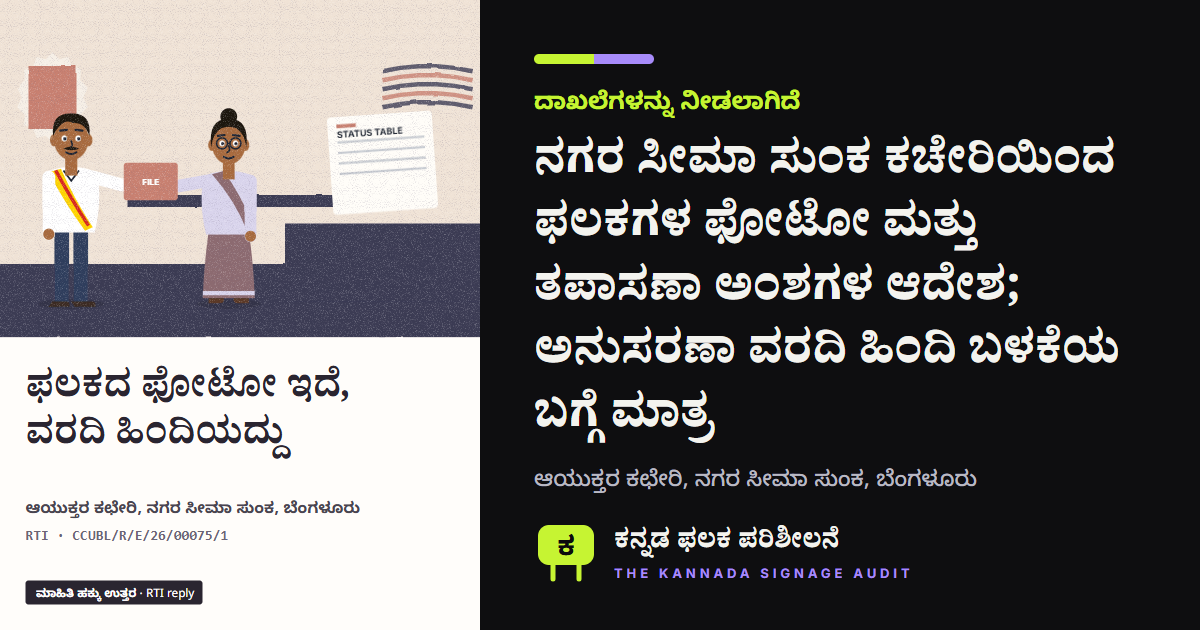 FILE
STATUS TABLE
ಫಲಕದ ಫೋಟೋ ಇದೆ,
ವರದಿ ಹಿಂದಿಯದ್ದು
ಆಯುಕ್ತರ ಕಛೇರಿ, ನಗರ ಸೀಮಾ ಸುಂಕ, ಬೆಂಗಳೂರು
RTI · CCUBL/R/E/26/00075/1
ಮಾಹಿತಿ ಹಕ್ಕು ಉತ್ತರ · RTI reply
ದಾಖಲೆಗಳನ್ನು ನೀಡಲಾಗಿದೆ
ನಗರ ಸೀಮಾ ಸುಂಕ ಕಚೇರಿಯಿಂದ
ಫಲಕಗಳ ಫೋಟೋ ಮತ್ತು
ತಪಾಸಣಾ ಅಂಶಗಳ ಆದೇಶ;
ಅನುಸರಣಾ ವರದಿ ಹಿಂದಿ ಬಳಕೆಯ
ಬಗ್ಗೆ ಮಾತ್ರ
ಆಯುಕ್ತರ ಕಛೇರಿ, ನಗರ ಸೀಮಾ ಸುಂಕ, ಬೆಂಗಳೂರು
ಕ
ಕನ್ನಡ ಫಲಕ ಪರಿಶೀಲನೆ
THE KANNADA SIGNAGE AUDIT